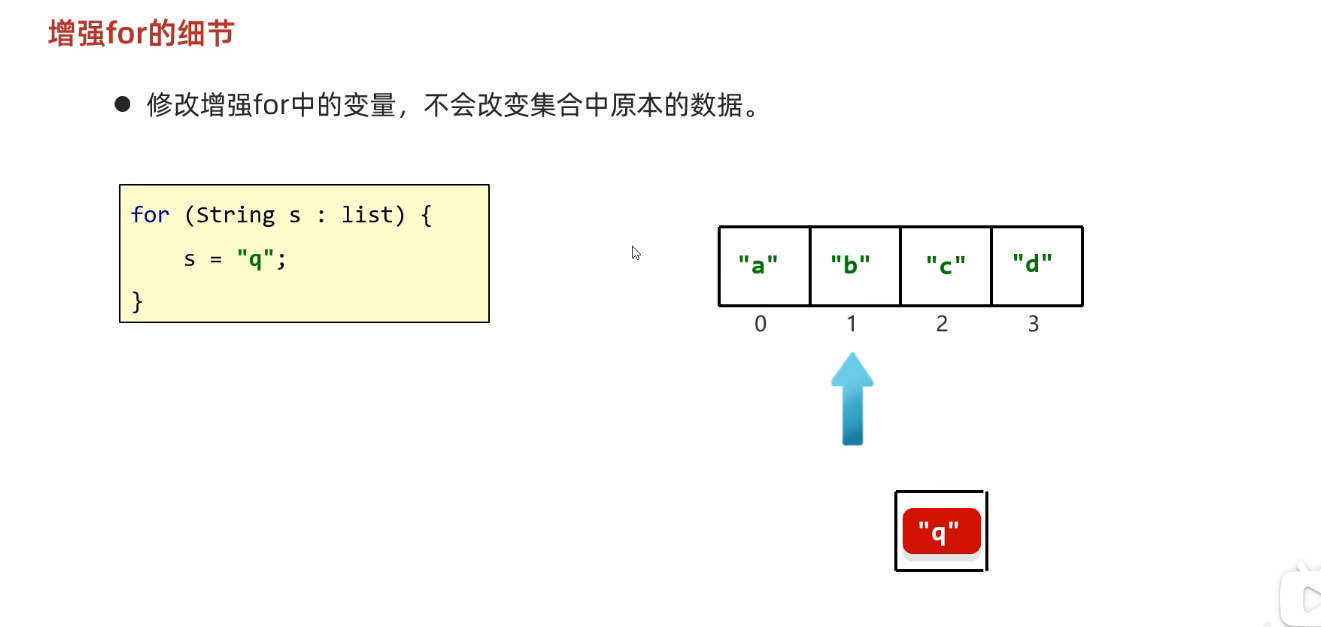 增强for的细节
● 修改增强for中的变量，不会改变集合中原本的数据。
for (String s : list) {
    s = "q";
}
"a" "b" "c" "d"
0 1 2 3
"q"